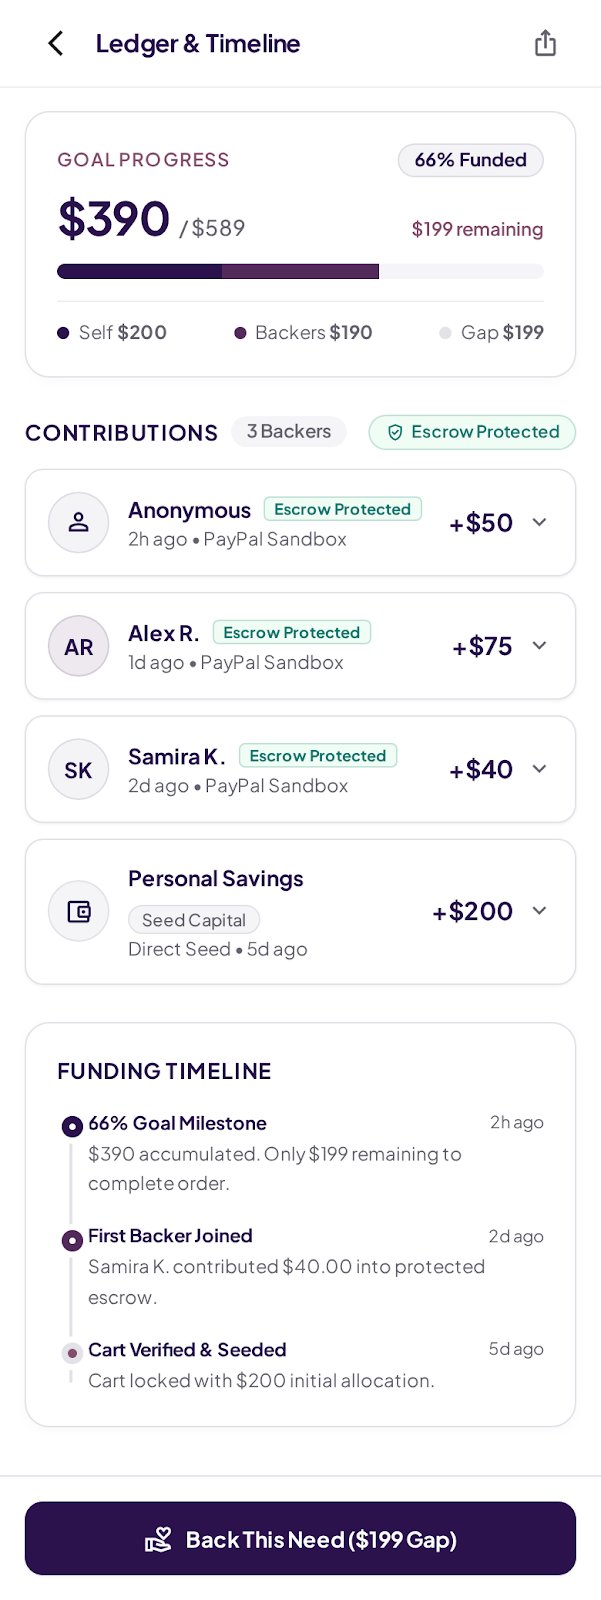 Ledger & Timeline
GOAL PROGRESS
66% Funded
$390 / $589
$199 remaining
Self $200
Backers $190
Gap $199
CONTRIBUTIONS
3 Backers
Escrow Protected
Anonymous
Escrow Protected
2h ago • PayPal Sandbox
+$50
AR
Alex R.
Escrow Protected
1d ago • PayPal Sandbox
+$75
SK
Samira K.
Escrow Protected
2d ago • PayPal Sandbox
+$40
Personal Savings
Seed Capital
Direct Seed • 5d ago
+$200
FUNDING TIMELINE
66% Goal Milestone
2h ago
$390 accumulated. Only $199 remaining to
complete order.
First Backer Joined
2d ago
Samira K. contributed $40.00 into protected
escrow.
Cart Verified & Seeded
5d ago
Cart locked with $200 initial allocation.
Back This Need ($199 Gap)